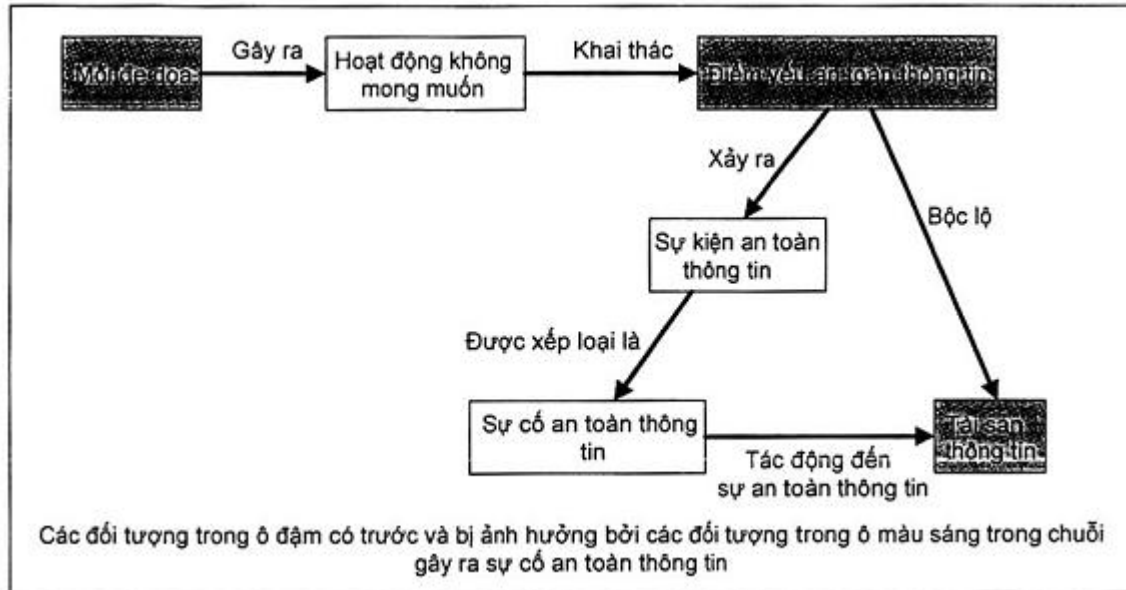 Gây ra
Khai thác
Mối đe dọa
Hoạt động không
mong muốn
Điểm yếu an toàn thông tin
Xảy ra
Bộc lộ
Sự kiện an toàn
thông tin
Được xếp loại là
Sự cố an toàn thông
tin
Tài sản
thông tin
Tác động đến
sự an toàn thông tin
Các đối tượng trong ô đậm có trước và bị ảnh hưởng bởi các đối tượng trong ô màu sáng trong chuỗi
gây ra sự cố an toàn thông tin